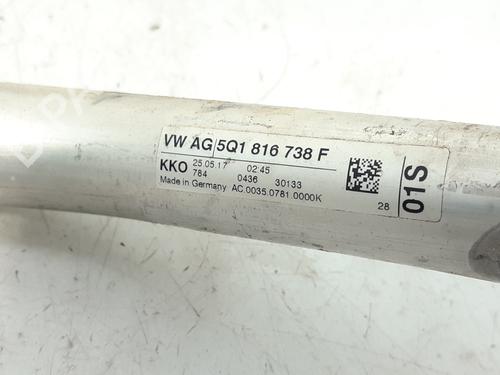 VW AG 5Q1 816 738 F
KKO 25.05.17 02:45
784 0436 30133
Made in Germany AC.0035.0781.0000K
28
01S